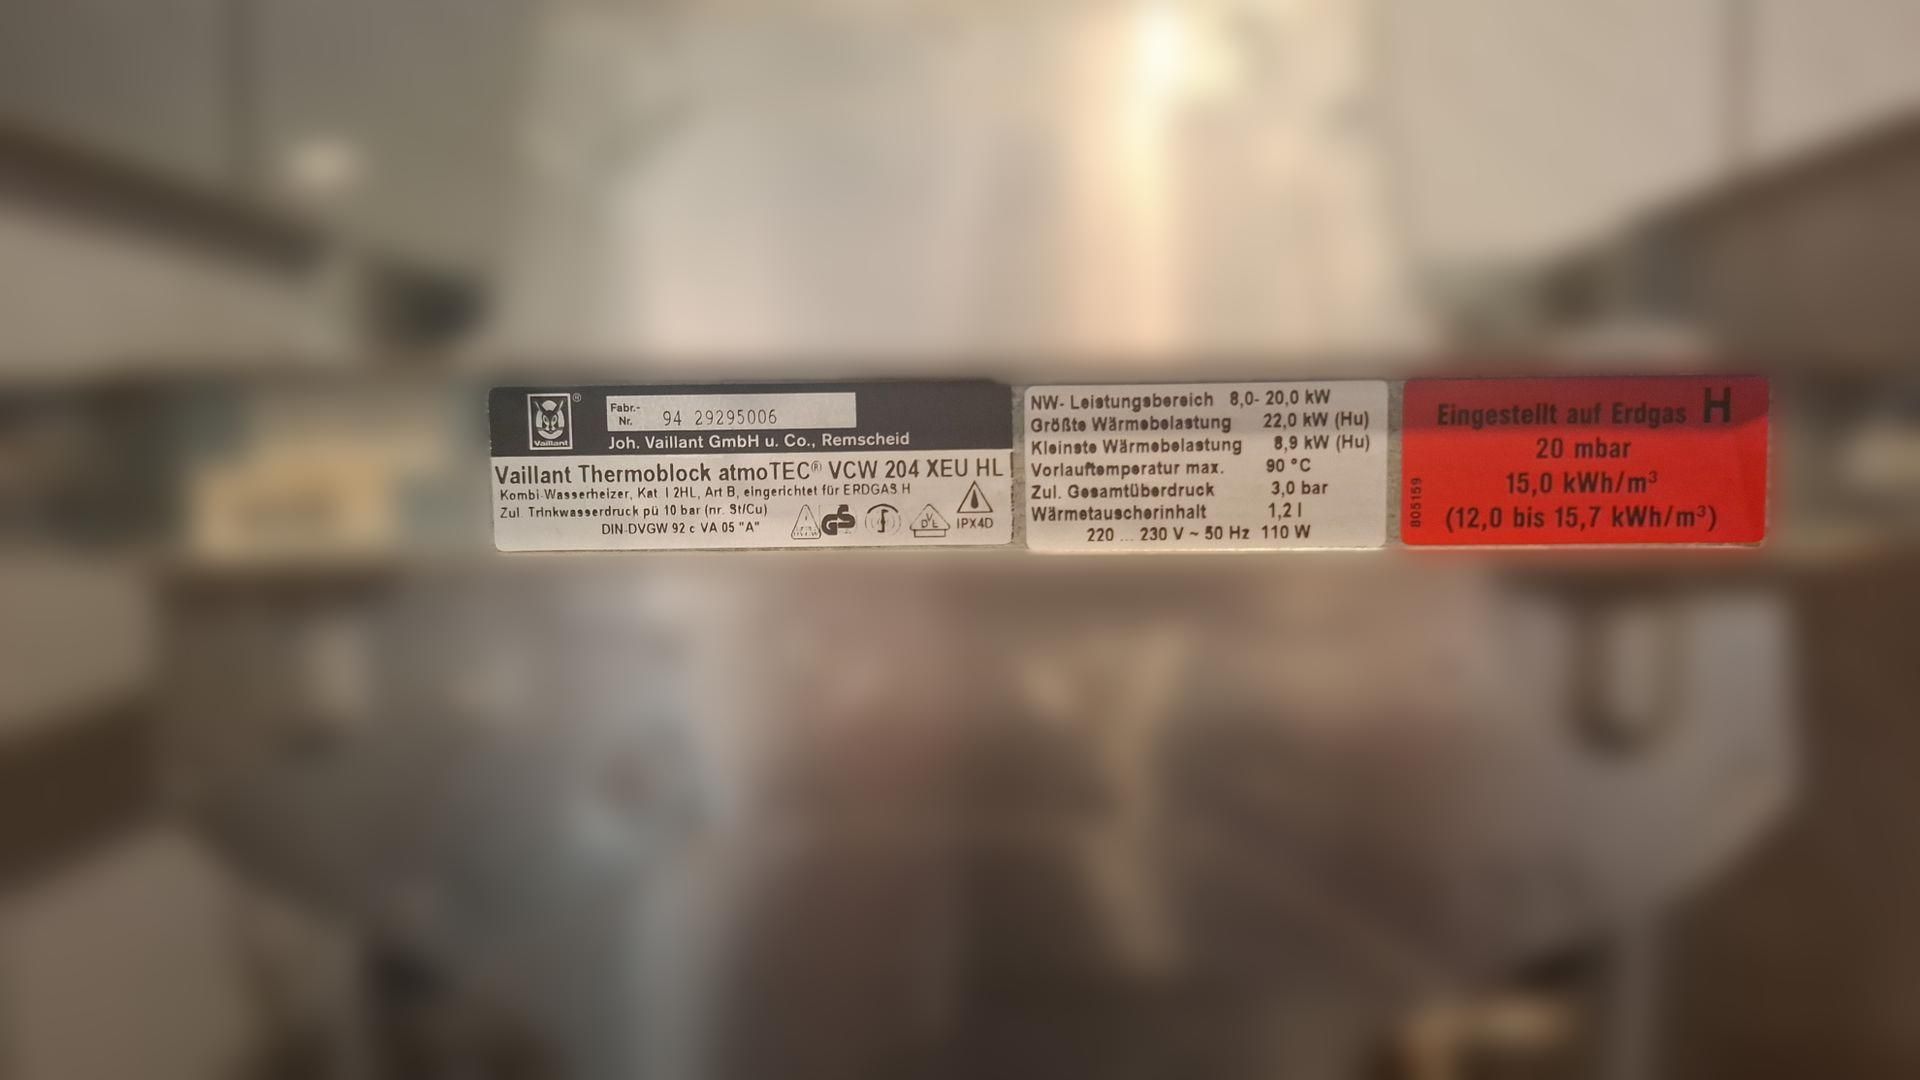 Vaillant
®
Fabr.-
Nr. 94 29295006
Joh. Vaillant GmbH u. Co., Remscheid
Vaillant Thermoblock atmoTEC® VCW 204 XEU HL
Kombi-Wasserheizer, Kat. I 2HL, Art B, eingerichtet für ERDGAS H
Zul. Trinkwasserdruck pü 10 bar (nr. St/Cu)
DIN-DVGW 92 c VA 05 "A"
IPX4D
NW- Leistungsbereich 8,0- 20,0 kW
Größte Wärmebelastung 22,0 kW (Hu)
Kleinste Wärmebelastung 8,9 kW (Hu)
Vorlauftemperatur max. 90 °C
Zul. Gesamtüberdruck 3,0 bar
Wärmetauscherinhalt 1,2 l
220 ... 230 V ~ 50 Hz 110 W
Eingestellt auf Erdgas H
20 mbar
15,0 kWh/m³
(12,0 bis 15,7 kWh/m³)
805159